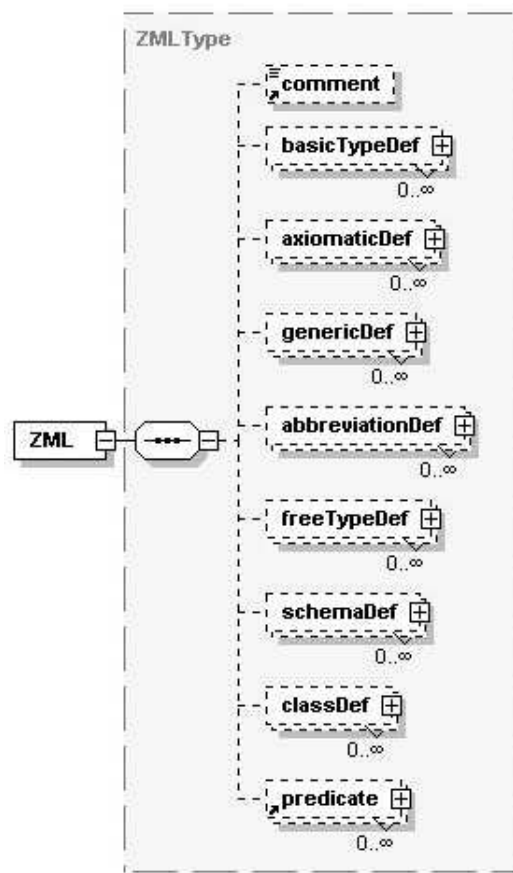 ZMLType
comment
basicTypeDef
0..∞
axiomaticDef
0..∞
genericDef
0..∞
ZML
abbreviationDef
0..∞
freeTypeDef
0..∞
schemaDef
0..∞
classDef
0..∞
predicate
0..∞